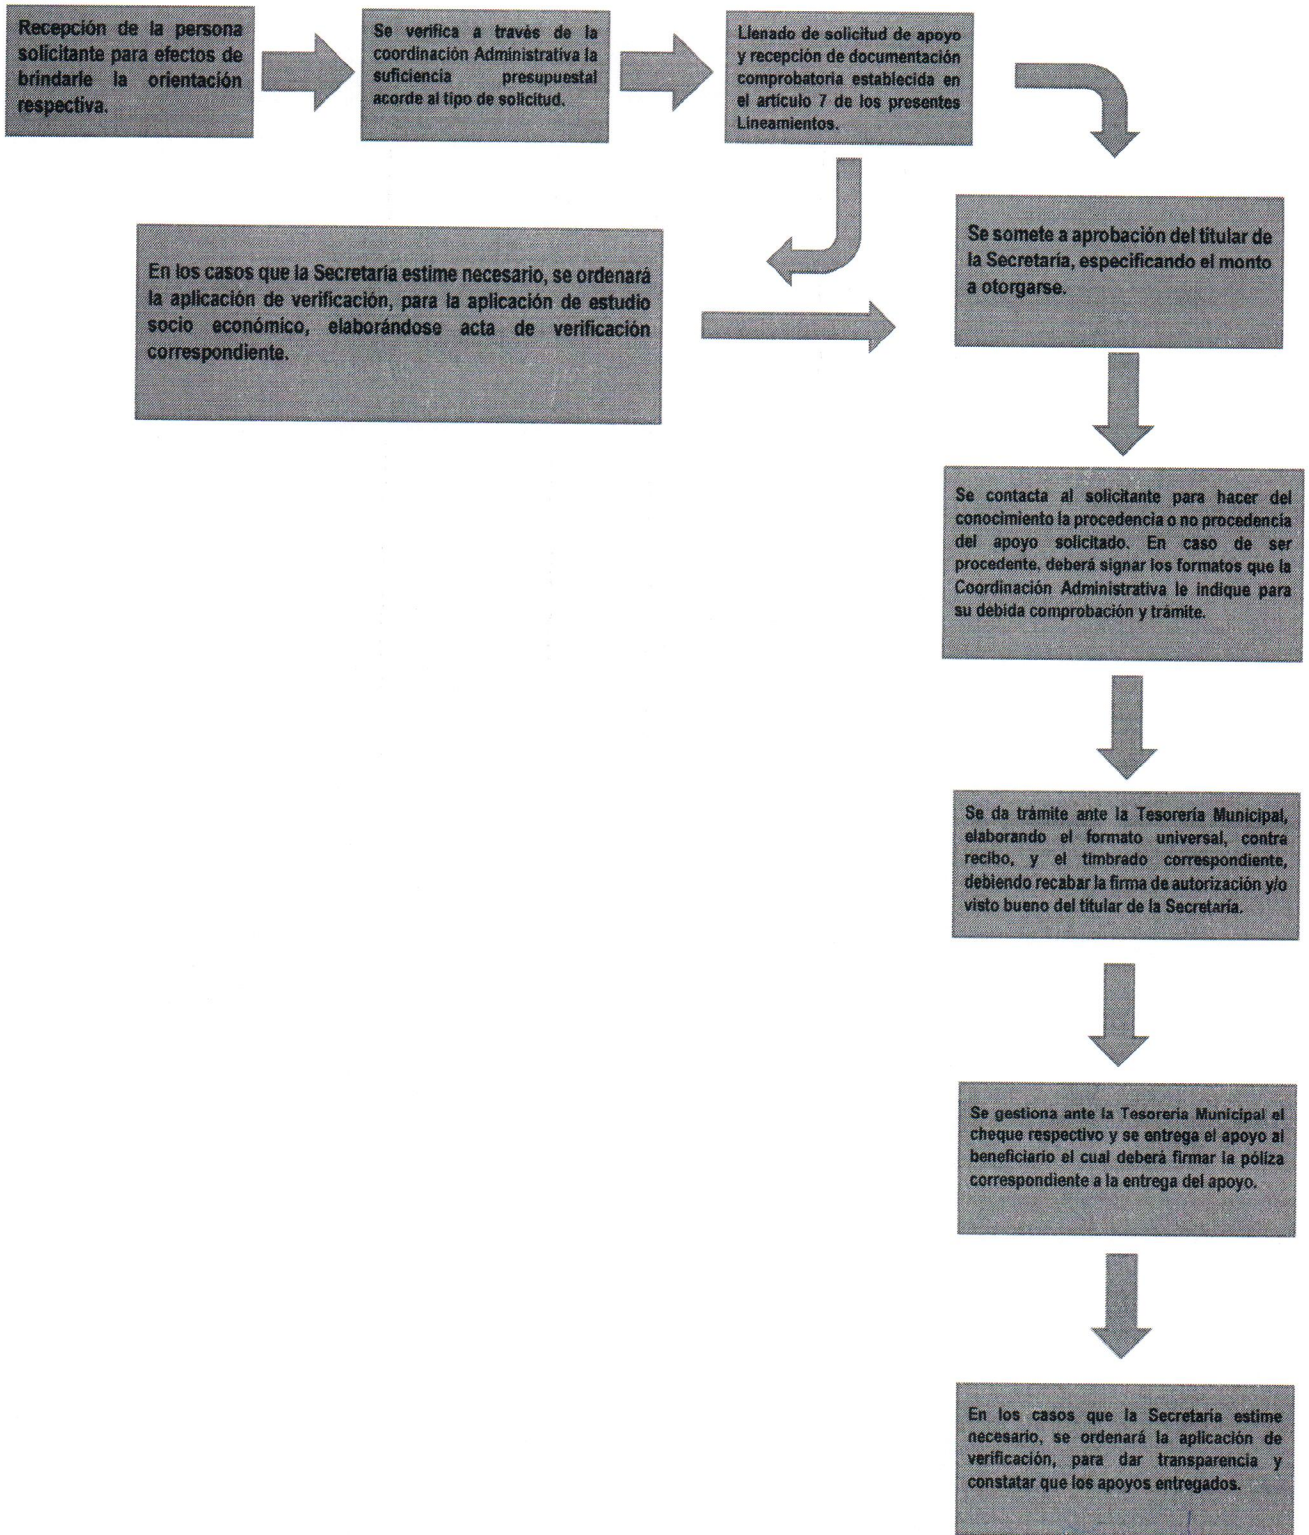 Recepción de la persona
solicitante para efectos de
brindarle la orientación
respectiva.
Se verifica a través de la
coordinación Administrativa la
suficiencia presupuestal
acorde al tipo de solicitud.
Llenado de solicitud de apoyo
y recepción de documentación
comprobatoria establecida en
el artículo 7 de los presentes
Lineamientos.
En los casos que la Secretaría estime necesario, se ordenará
la aplicación de verificación, para la aplicación de estudio
socio económico, elaborándose acta de verificación
correspondiente.
Se somete a aprobación del titular de
la Secretaría, especificando el monto
a otorgarse.
Se contacta al solicitante para hacer del
conocimiento la procedencia o no procedencia
del apoyo solicitado. En caso de ser
procedente, deberá signar los formatos que la
Coordinación Administrativa le indique para
su debida comprobación y trámite.
Se da trámite ante la Tesorería Municipal,
elaborando el formato universal, contra
recibo, y el timbrado correspondiente,
debiendo recabar la firma de autorización y/o
visto bueno del titular de la Secretaría.
Se gestiona ante la Tesorería Municipal el
cheque respectivo y se entrega el apoyo al
beneficiario el cual deberá firmar la póliza
correspondiente a la entrega del apoyo.
En los casos que la Secretaría estime
necesario, se ordenará la aplicación de
verificación, para dar transparencia y
constatar que los apoyos entregados.